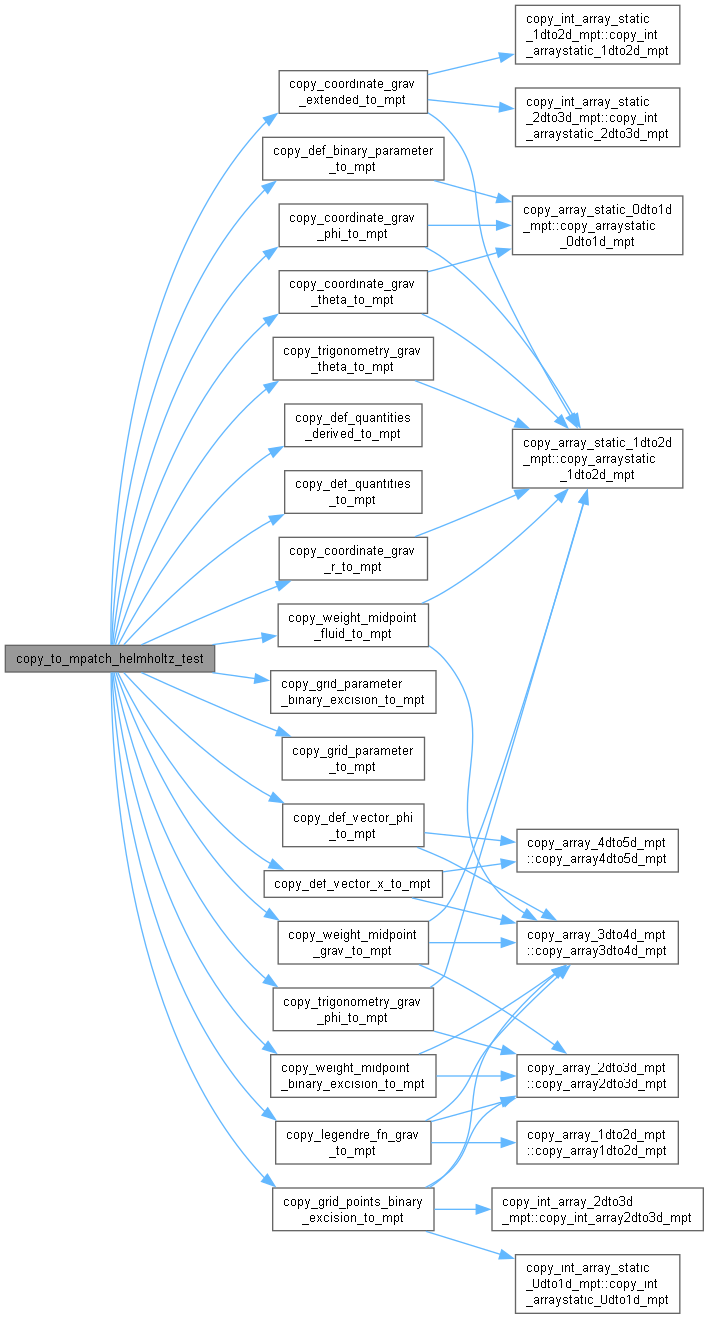 copy_to_mpatch_helmholtz_test
copy_coordinate_grav
_extended_to_mpt
copy_def_binary_parameter
_to_mpt
copy_coordinate_grav
_phi_to_mpt
copy_coordinate_grav
_theta_to_mpt
copy_trigonometry_grav
_theta_to_mpt
copy_def_quantities
_derived_to_mpt
copy_def_quantities
_to_mpt
copy_coordinate_grav
_r_to_mpt
copy_weight_midpoint
_fluid_to_mpt
copy_grid_parameter
_binary_excision_to_mpt
copy_grid_parameter
_to_mpt
copy_def_vector_phi
_to_mpt
copy_def_vector_x_to_mpt
copy_weight_midpoint
_grav_to_mpt
copy_trigonometry_grav
_phi_to_mpt
copy_weight_midpoint
_binary_excision_to_mpt
copy_legendre_fn_grav
_to_mpt
copy_grid_points_binary
_excision_to_mpt
copy_int_array_static
_1dto2d_mpt::copy_int
_arraystatic_1dto2d_mpt
copy_int_array_static
_2dto3d_mpt::copy_int
_arraystatic_2dto3d_mpt
copy_array_static_0dto1d
_mpt::copy_arraystatic
_0dto1d_mpt
copy_array_static_1dto2d
_mpt::copy_arraystatic
_1dto2d_mpt
copy_array_4dto5d_mpt
::copy_array4dto5d_mpt
copy_array_3dto4d_mpt
::copy_array3dto4d_mpt
copy_array_2dto3d_mpt
::copy_array2dto3d_mpt
copy_array_1dto2d_mpt
::copy_array1dto2d_mpt
copy_int_array_2dto3d
_mpt::copy_int_array2dto3d_mpt
copy_int_array_static
_0dto1d_mpt::copy_int
_arraystatic_0dto1d_mpt